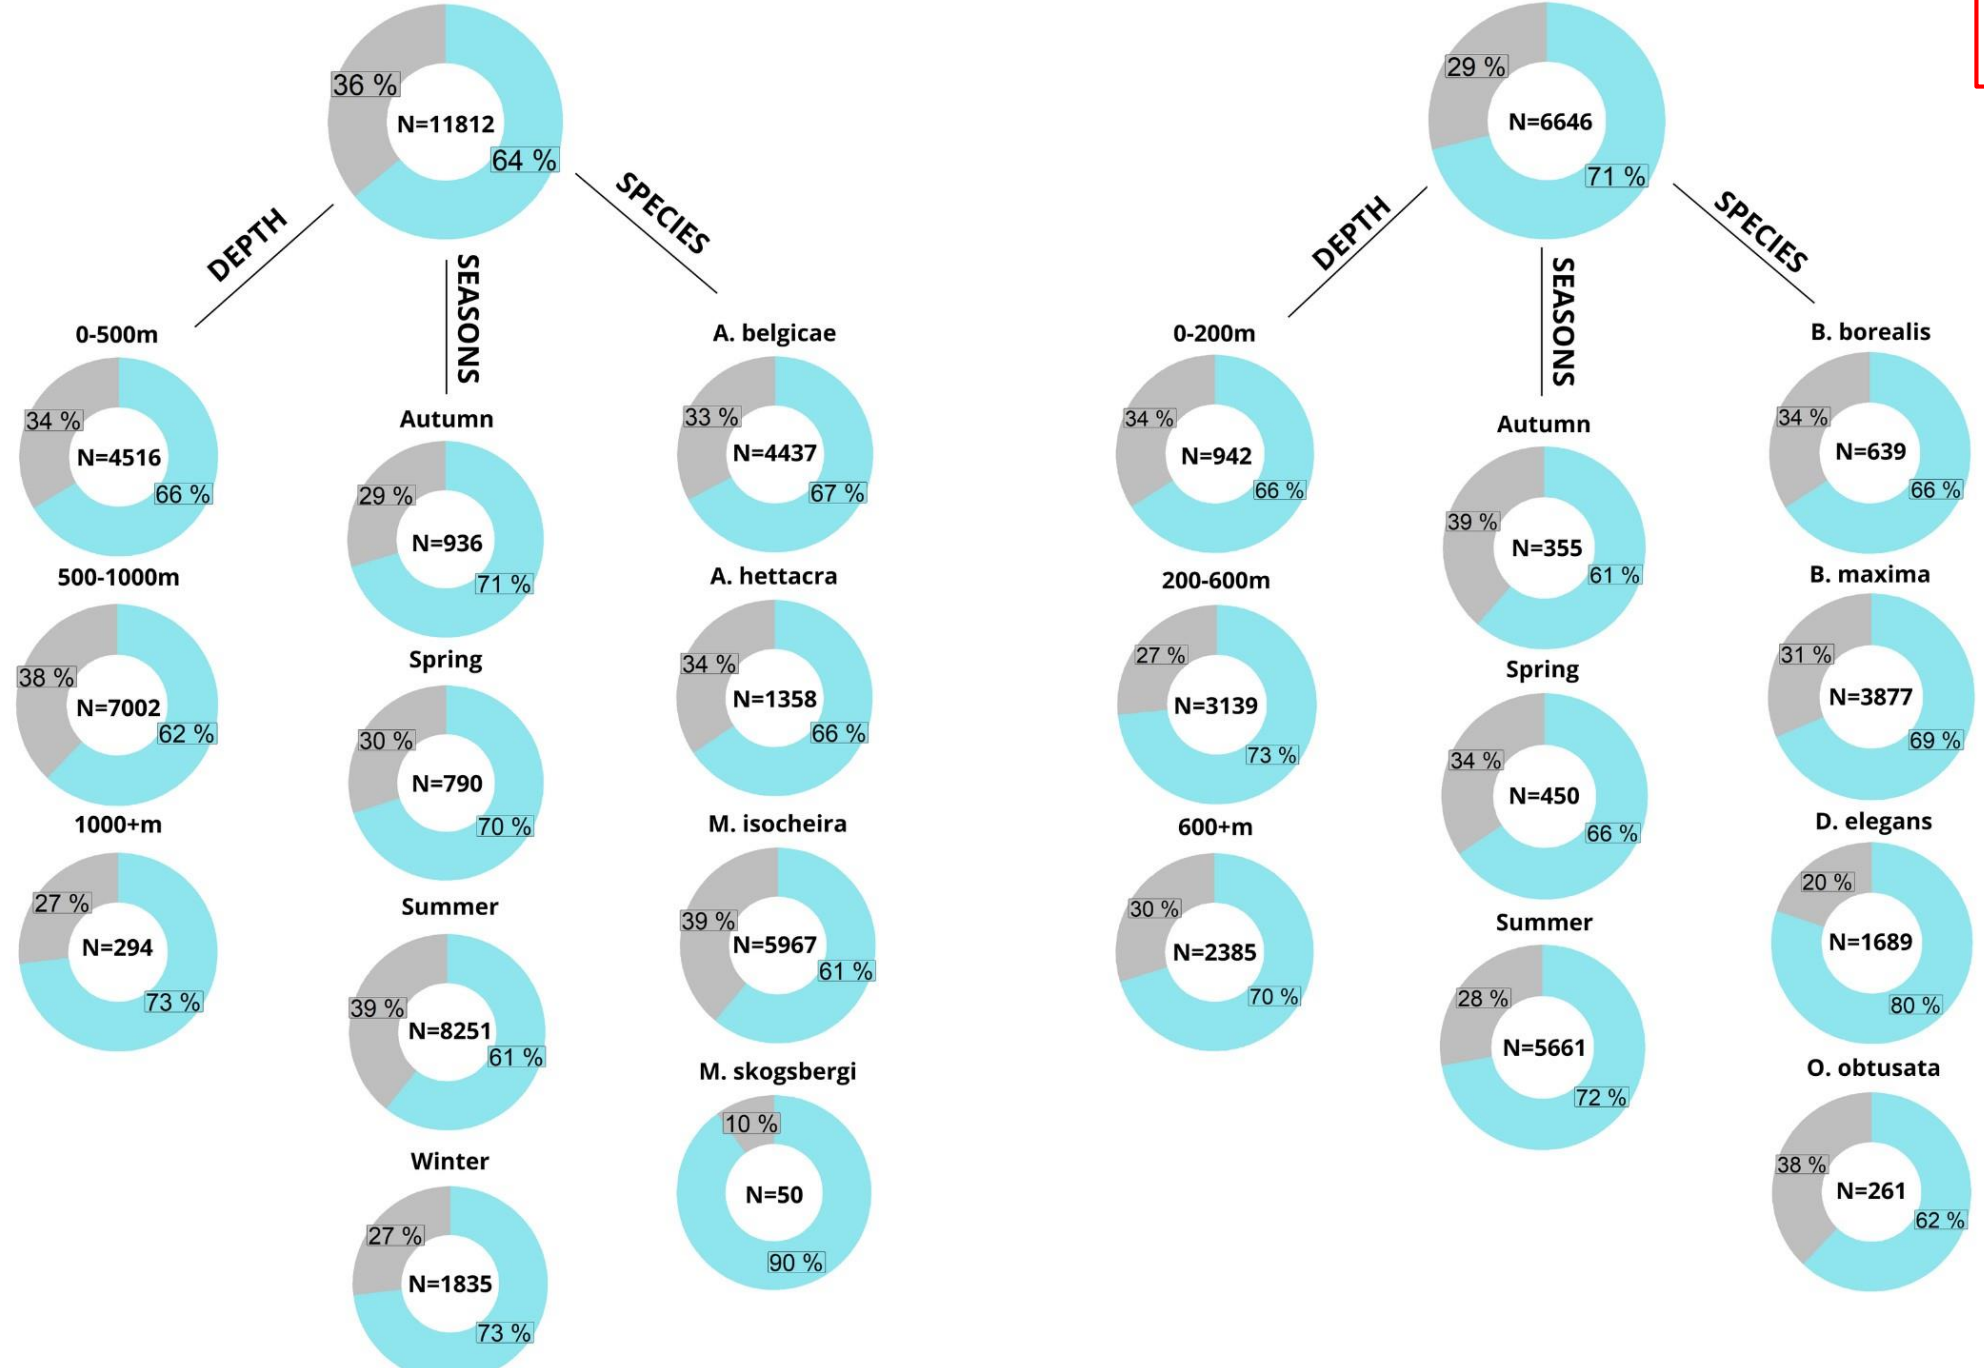 36 %
N=11812
64 %
DEPTH
SEASONS
SPECIES
0-500m
34 %
N=4516
66 %
500-1000m
38 %
N=7002
62 %
1000+m
27 %
N=294
73 %
Autumn
29 %
N=936
71 %
Spring
30 %
N=790
70 %
Summer
39 %
N=8251
61 %
Winter
27 %
N=1835
73 %
A. belgicae
33 %
N=4437
67 %
A. hettacra
34 %
N=1358
66 %
M. isocheira
39 %
N=5967
61 %
M. skogsbergi
10 %
N=50
90 %
29 %
N=6646
71 %
DEPTH
SEASONS
SPECIES
0-200m
34 %
N=942
66 %
200-600m
27 %
N=3139
73 %
600+m
30 %
N=2385
70 %
Autumn
39 %
N=355
61 %
Spring
34 %
N=450
66 %
Summer
28 %
N=5661
72 %
B. borealis
34 %
N=639
66 %
B. maxima
31 %
N=3877
69 %
D. elegans
20 %
N=1689
80 %
O. obtusata
38 %
N=261
62 %